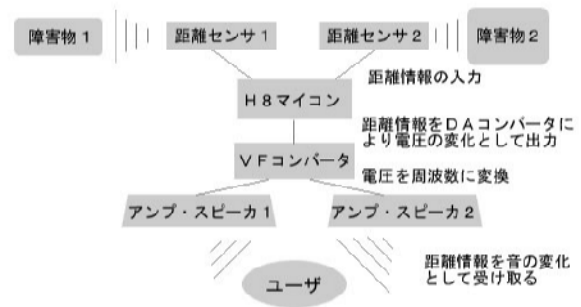 障害物1
距離センサ1
距離センサ2
障害物2
距離情報の入力
H8マイコン
距離情報をDAコンバータに
より電圧の変化として出力
VFコンバータ
電圧を周波数に変換
アンプ・スピーカ1
アンプ・スピーカ2
距離情報を音の変化
として受け取る
ユーザ